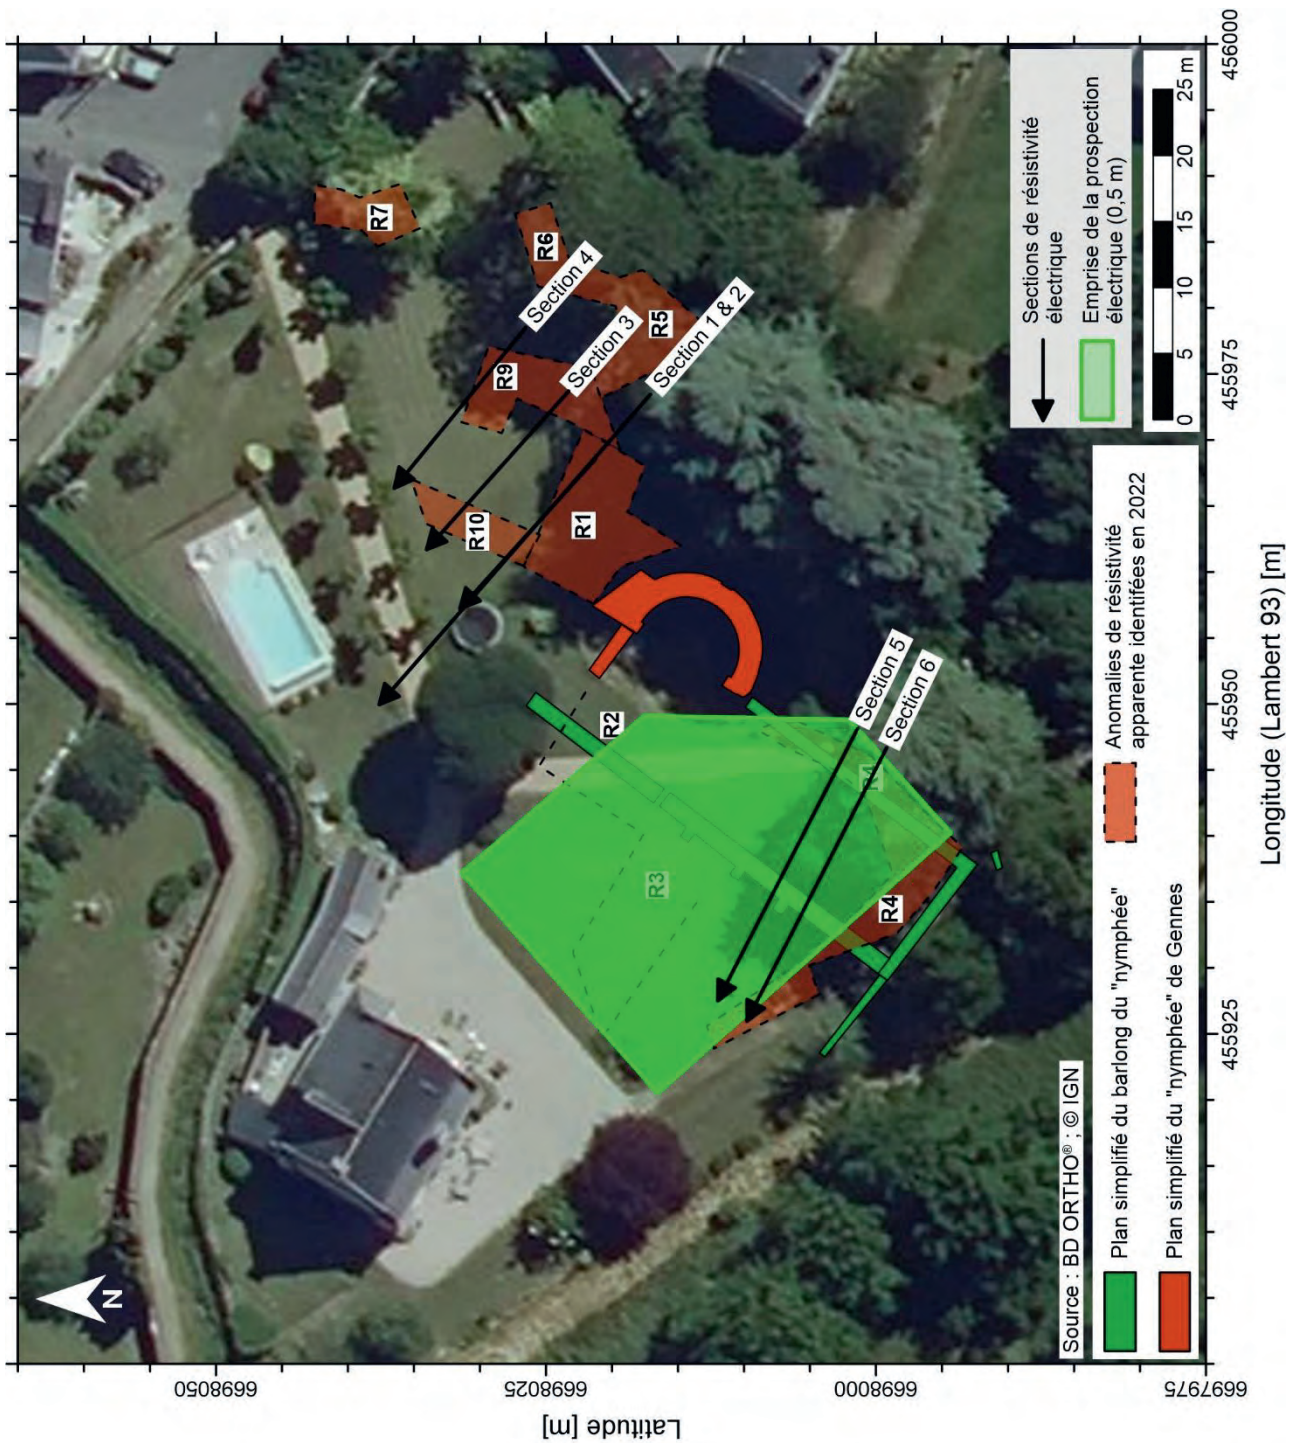 N
R7
R6
Section 4
R9
R5
Section 3
Section 1 & 2
R10
R1
R2
R3
R4
R4
Section 5
Section 6
Sections de résistivité
électrique
Emprise de la prospection
électrique (0,5 m)
0
5
10
15
20
25 m
Source : BD ORTHO® ; © IGN
Plan simplifié du barlong du "nymphée"
Plan simplifié du "nymphée" de Gennes
Anomalies de résistivité
apparente identifées en 2022
455925
455950
455975
456000
Longitude (Lambert 93) [m]
6698050
6698025
6698000
6697975
Latitude [m]